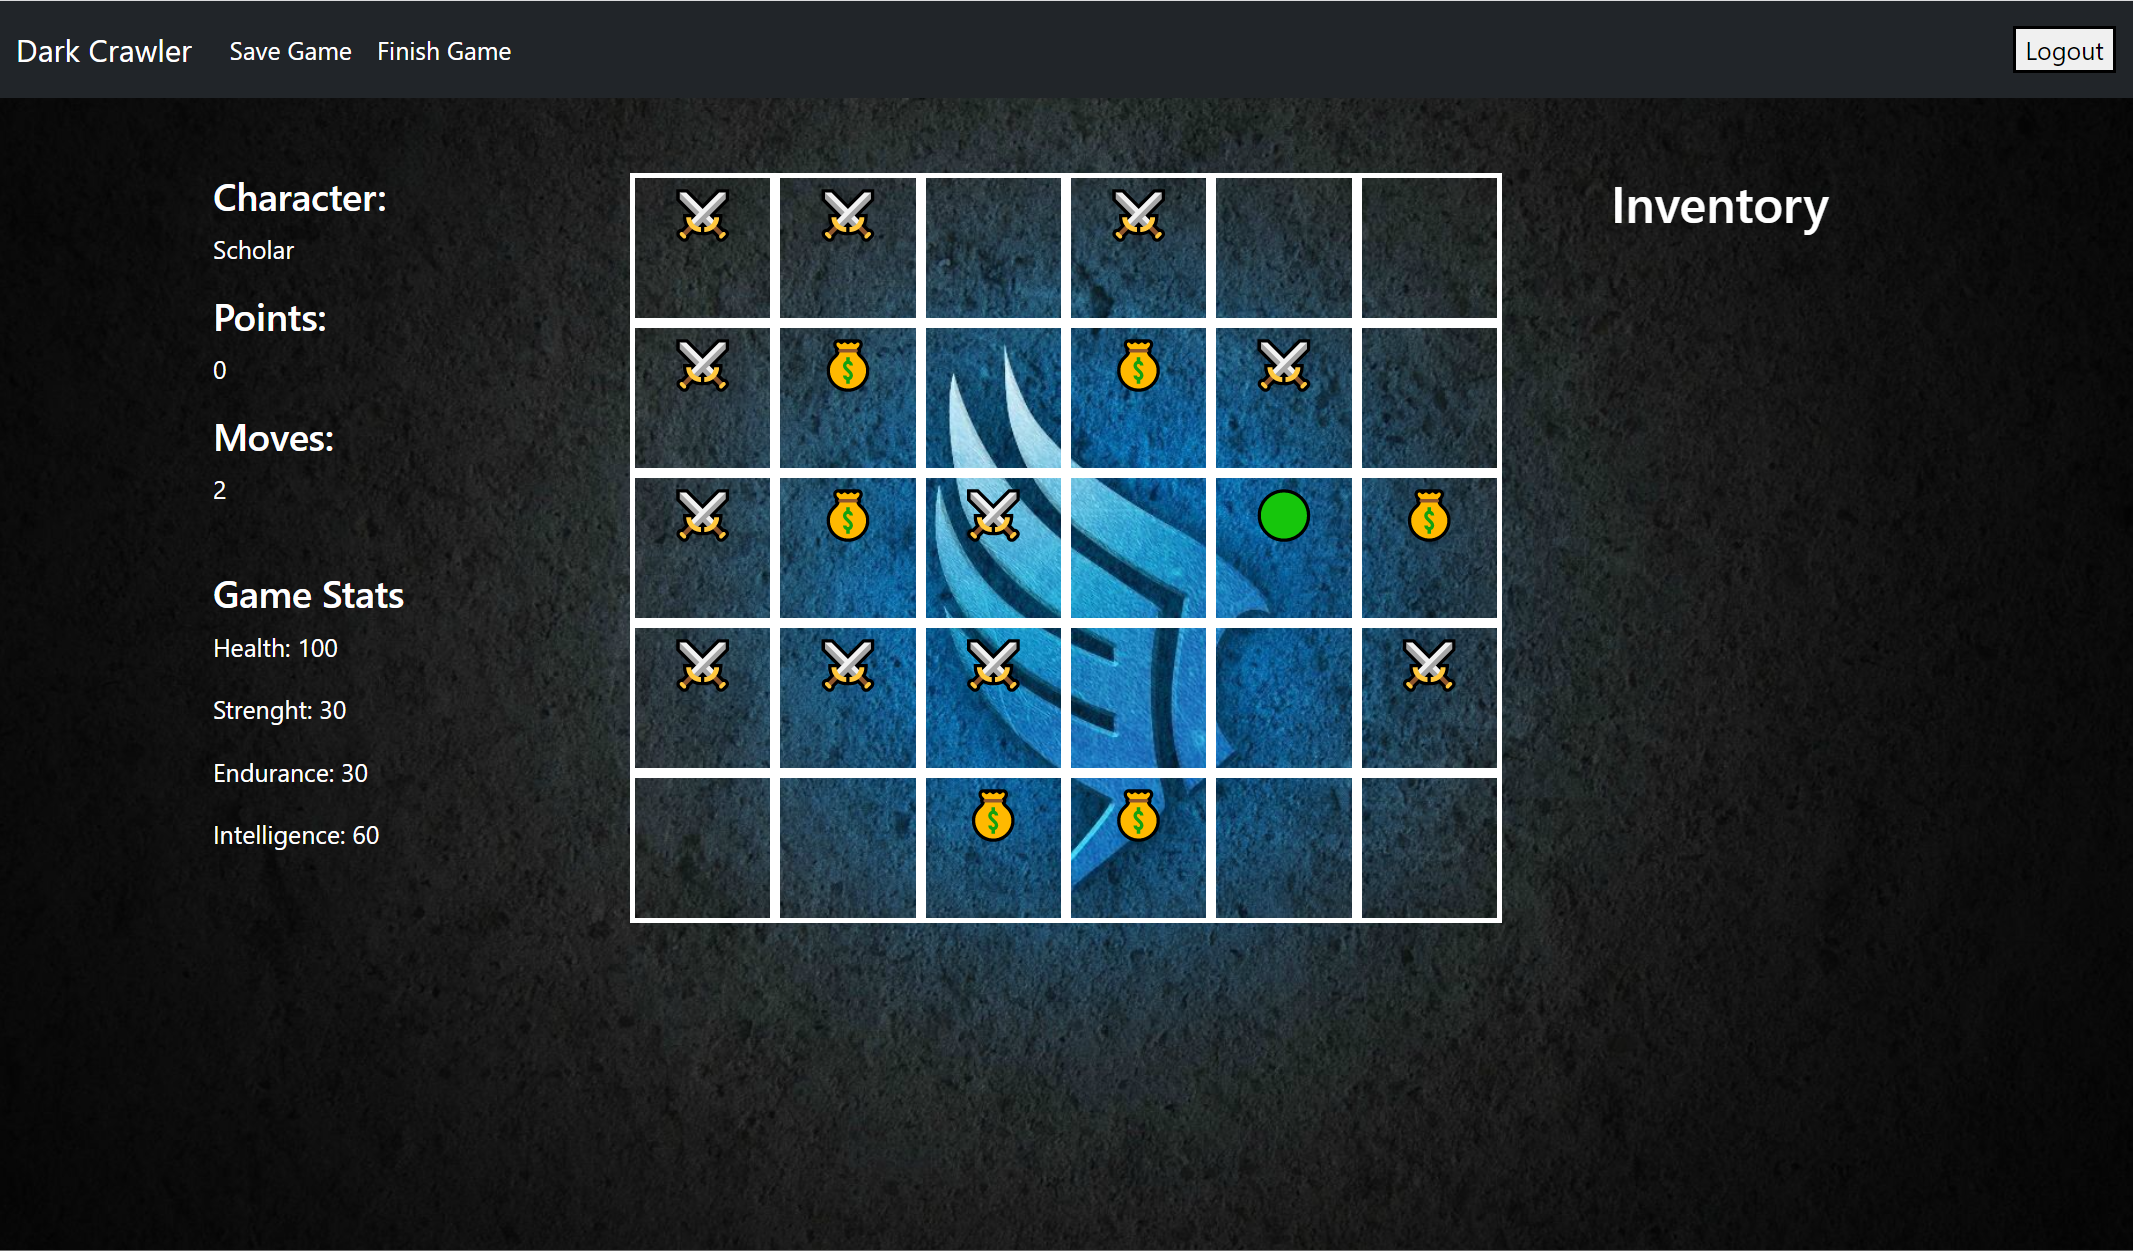 Dark Crawler Save Game Finish Game Logout
Character:
Scholar
Points:
0
Moves:
2
Game Stats
Health: 100
Strenght: 30
Endurance: 30
Intelligence: 60
Inventory